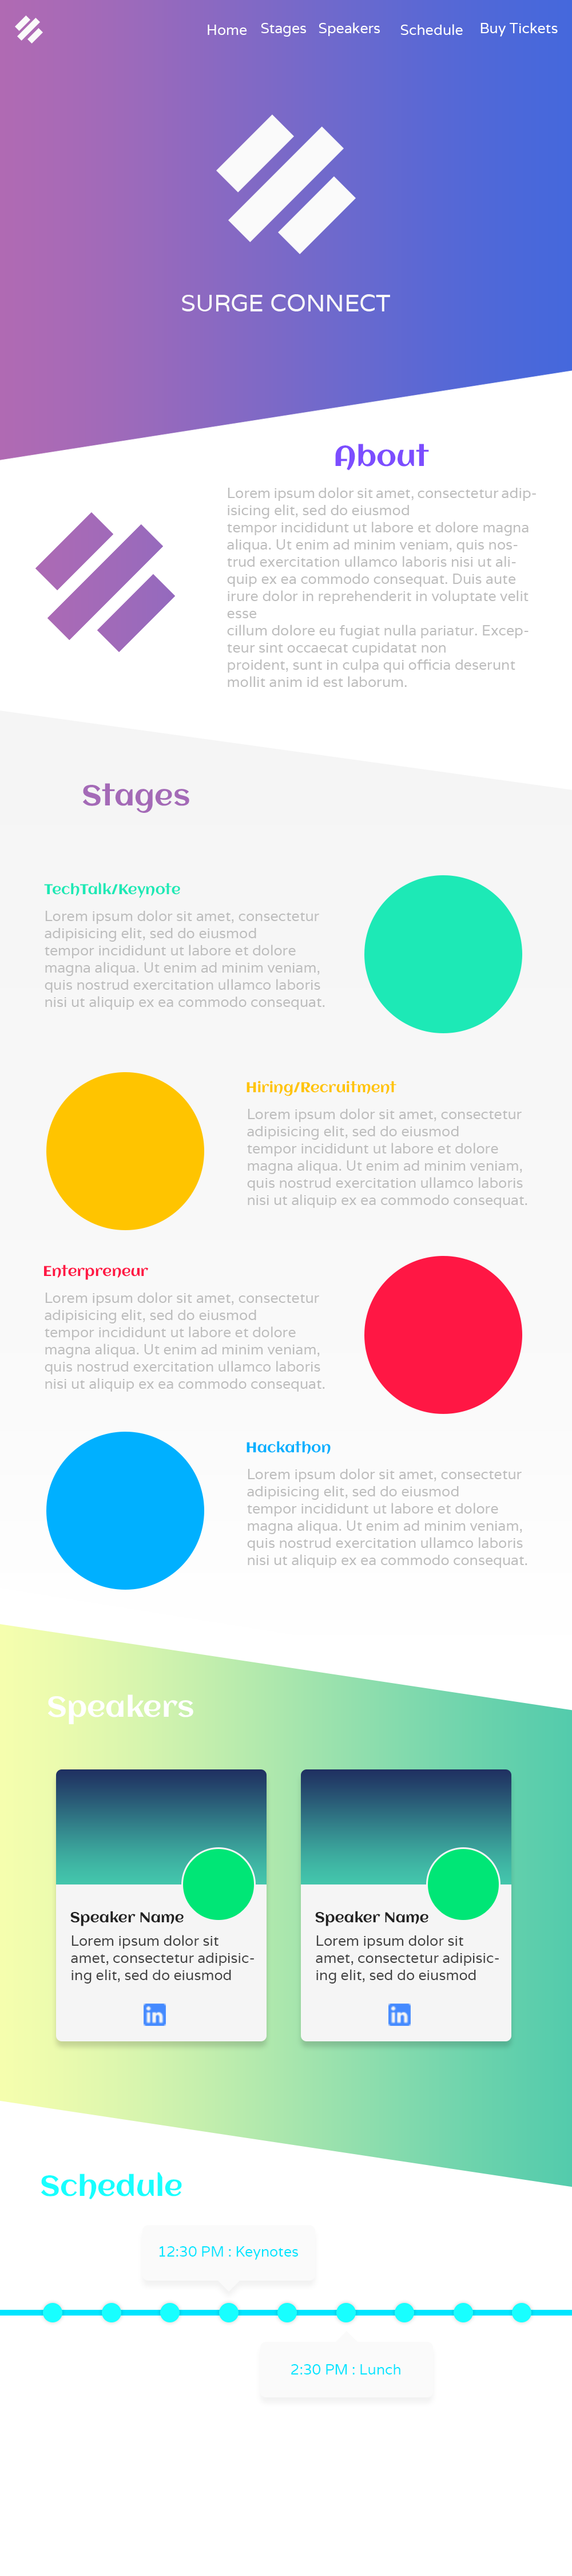 Home Stages Speakers Schedule Buy Tickets
SURGE CONNECT
About
Lorem ipsum dolor sit amet, consectetur adip-
isicing elit, sed do eiusmod
tempor incididunt ut labore et dolore magna
aliqua. Ut enim ad minim veniam, quis nos-
trud exercitation ullamco laboris nisi ut ali-
quip ex ea commodo consequat. Duis aute
irure dolor in reprehenderit in voluptate velit
esse
cillum dolore eu fugiat nulla pariatur. Excep-
teur sint occaecat cupidatat non
proident, sunt in culpa qui officia deserunt
mollit anim id est laborum.
Stages
TechTalk/Keynote
Lorem ipsum dolor sit amet, consectetur
adipisicing elit, sed do eiusmod
tempor incididunt ut labore et dolore
magna aliqua. Ut enim ad minim veniam,
quis nostrud exercitation ullamco laboris
nisi ut aliquip ex ea commodo consequat.
Hiring/Recruitment
Lorem ipsum dolor sit amet, consectetur
adipisicing elit, sed do eiusmod
tempor incididunt ut labore et dolore
magna aliqua. Ut enim ad minim veniam,
quis nostrud exercitation ullamco laboris
nisi ut aliquip ex ea commodo consequat.
Enterpreneur
Lorem ipsum dolor sit amet, consectetur
adipisicing elit, sed do eiusmod
tempor incididunt ut labore et dolore
magna aliqua. Ut enim ad minim veniam,
quis nostrud exercitation ullamco laboris
nisi ut aliquip ex ea commodo consequat.
Hackathon
Lorem ipsum dolor sit amet, consectetur
adipisicing elit, sed do eiusmod
tempor incididunt ut labore et dolore
magna aliqua. Ut enim ad minim veniam,
quis nostrud exercitation ullamco laboris
nisi ut aliquip ex ea commodo consequat.
Speakers
Speaker Name
Lorem ipsum dolor sit
amet, consectetur adipisic-
ing elit, sed do eiusmod
in
Speaker Name
Lorem ipsum dolor sit
amet, consectetur adipisic-
ing elit, sed do eiusmod
in
Schedule
12:30 PM : Keynotes
2:30 PM : Lunch